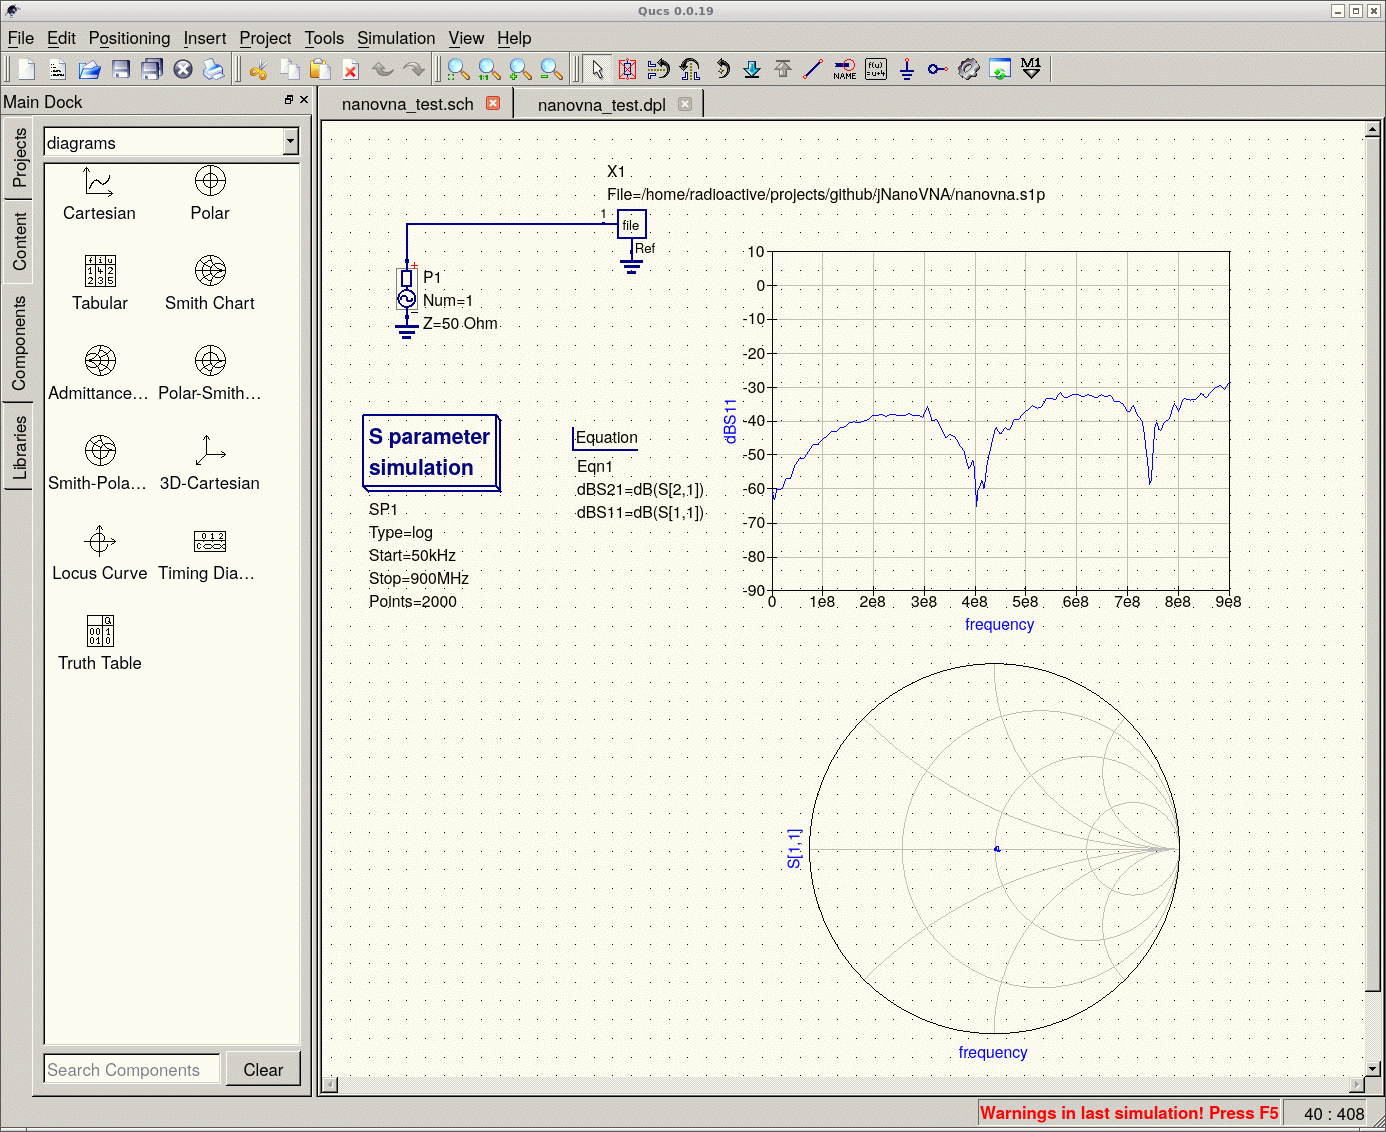 Qucs 0.0.19
File Edit Positioning Insert Project Tools Simulation View Help
NAME
f(u)
ω=u+4
M1
Main Dock
nanovna_test.sch
nanovna_test.dpl
Projects
Content
Components
Libraries
diagrams
Cartesian
Polar
Tabular
Smith Chart
Admittance...
Polar-Smith...
Smith-Pola...
3D-Cartesian
Locus Curve
Timing Dia...
Truth Table
Search Components
Clear
X1
File=/home/radioactive/projects/github/jNanoVNA/nanovna.s1p
1
file
Ref
P1
Num=1
Z=50 Ohm
S parameter
simulation
SP1
Type=log
Start=50kHz
Stop=900MHz
Points=2000
Equation
Eqn1
dBS21=dB(S[2,1])
dBS11=dB(S[1,1])
dBS11
10
0
-10
-20
-30
-40
-50
-60
-70
-80
-90
0 1e8 2e8 3e8 4e8 5e8 6e8 7e8 8e8 9e8
frequency
S[1,1]
frequency
Warnings in last simulation! Press F5
40 : 408